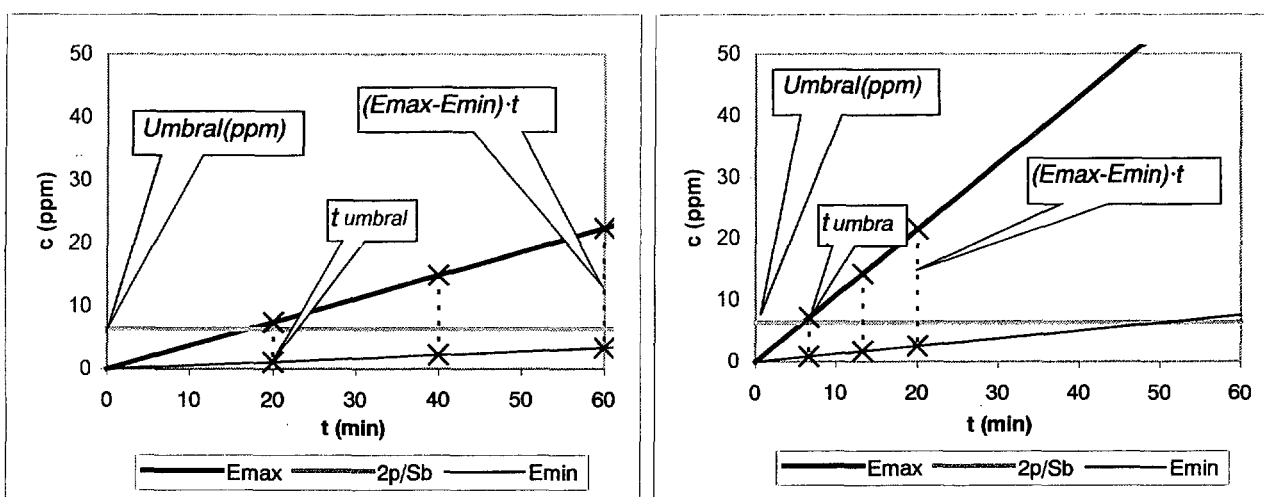 50
40
30
20
10
0
c (ppm)
Umbral(ppm)
(Emax-Emin)·t
t umbral
0 10 20 30 40 50 60
t (min)
Emax 2p/Sb Emin
50
40
30
20
10
0
c (ppm)
Umbral(ppm)
(Emax-Emin)·t
t umbra
0 10 20 30 40 50 60
t (min)
Emax 2p/Sb Emin